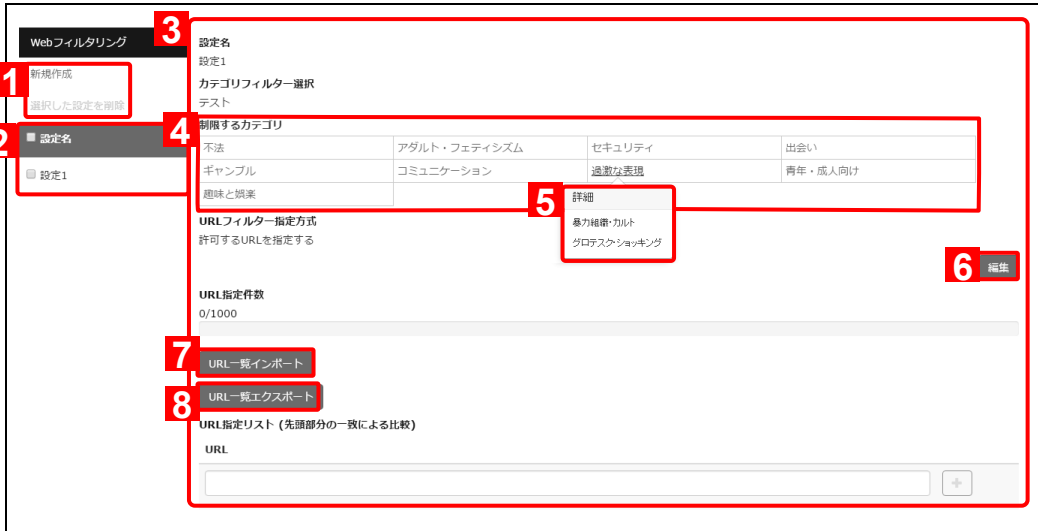 Webフィルタリング
1
新規作成
選択した設定を削除
2
設定名
設定1
3
設定名
設定1
カテゴリフィルター選択
テスト
4
制限するカテゴリ
不法 アダルト・フェティシズム セキュリティ 出会い
ギャンブル コミュニケーション 過激な表現 青年・成人向け
趣味と娯楽
5
詳細
暴力組織・カルト
グロテスク・ショッキング
URLフィルター指定方式
許可するURLを指定する
6
編集
URL指定件数
0/1000
7
URL一覧インポート
8
URL一覧エクスポート
URL指定リスト (先頭部分の一致による比較)
URL
+